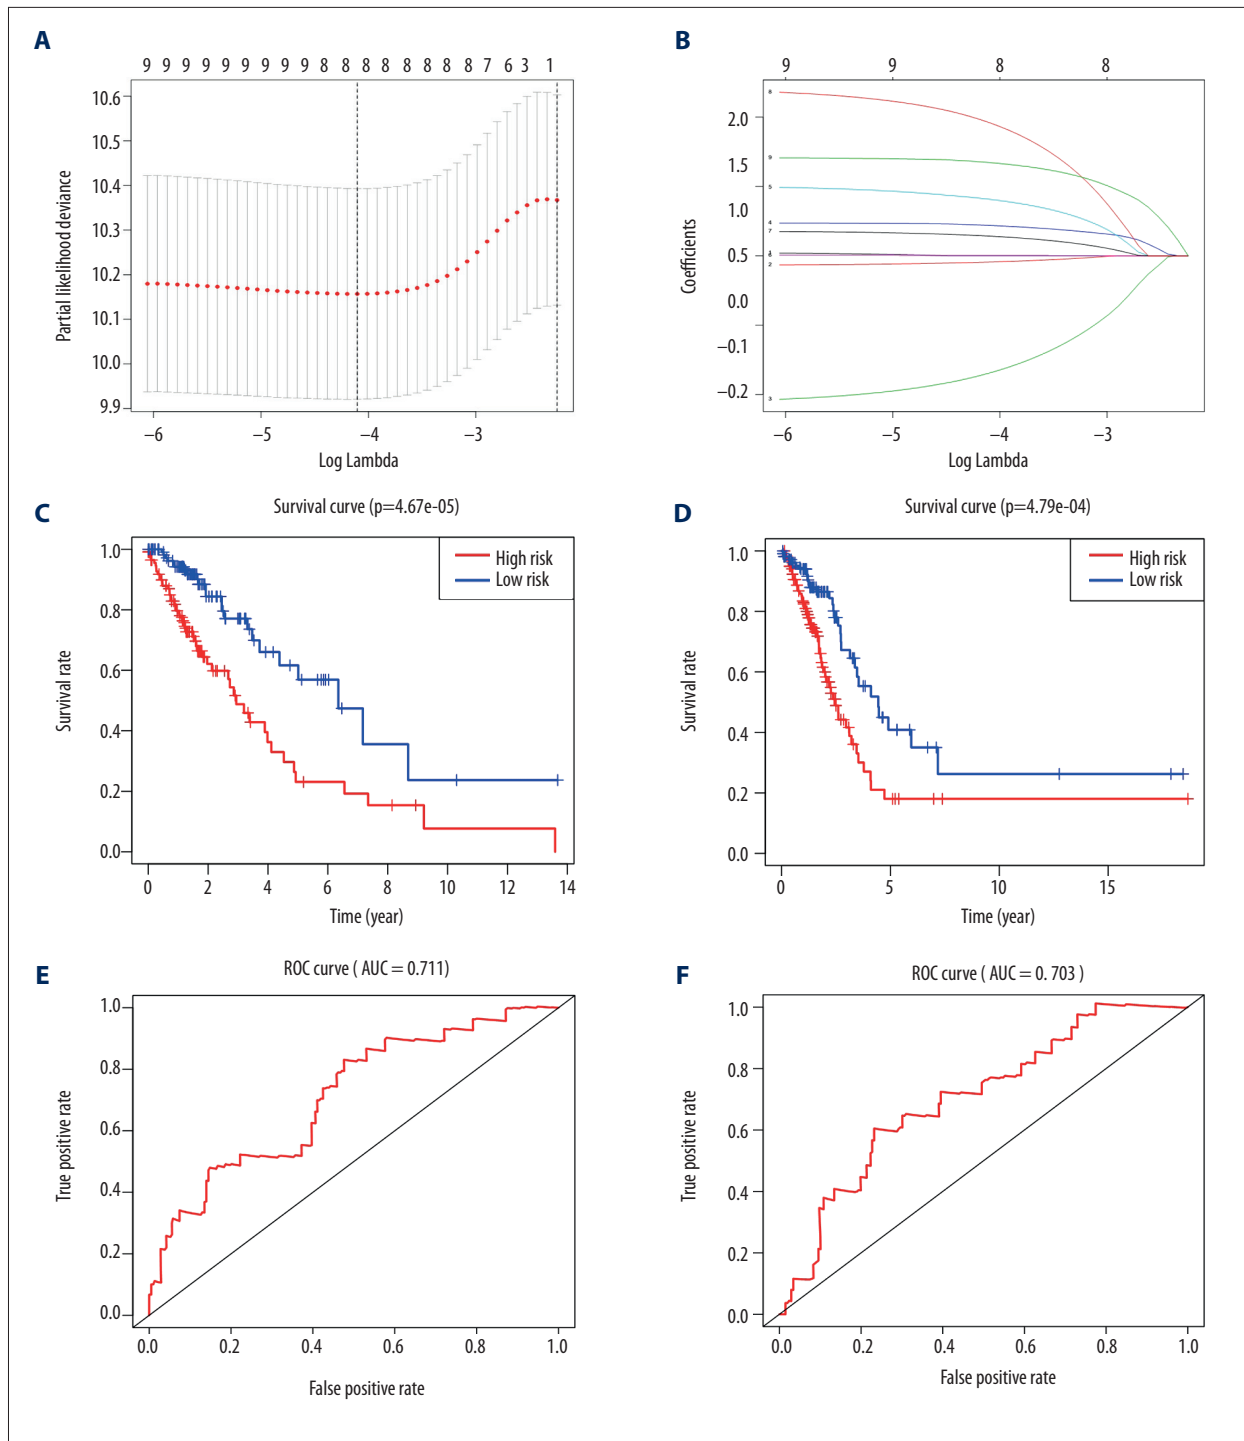 A
9 9 9 9 9 9 9 9 9 8 8 8 8 8 8 8 8 7 6 3 1
10.6
10.5
10.4
10.3
10.2
10.1
10.0
9.9
Partial likelihood deviance
−6 −5 −4 −3
Log Lambda
B
9 9 8 8
2.0
1.5
1.0
0.5
0.0
−0.1
−0.2
Coefficients
8
9
5
4
7
2
3
−6 −5 −4 −3
Log Lambda
C
Survival curve (p=4.67e-05)
High risk
Low risk
1.0
0.8
0.6
0.4
0.2
0.0
Survival rate
0 2 4 6 8 10 12 14
Time (year)
D
Survival curve (p=4.79e-04)
High risk
Low risk
1.0
0.8
0.6
0.4
0.2
0.0
Survival rate
0 5 10 15
Time (year)
E
ROC curve ( AUC = 0.711)
1.0
0.8
0.6
0.4
0.2
0.0
True positive rate
0.0 0.2 0.4 0.6 0.8 1.0
False positive rate
F
ROC curve ( AUC = 0. 703 )
1.0
0.8
0.6
0.4
0.2
0.0
True positive rate
0.0 0.2 0.4 0.6 0.8 1.0
False positive rate